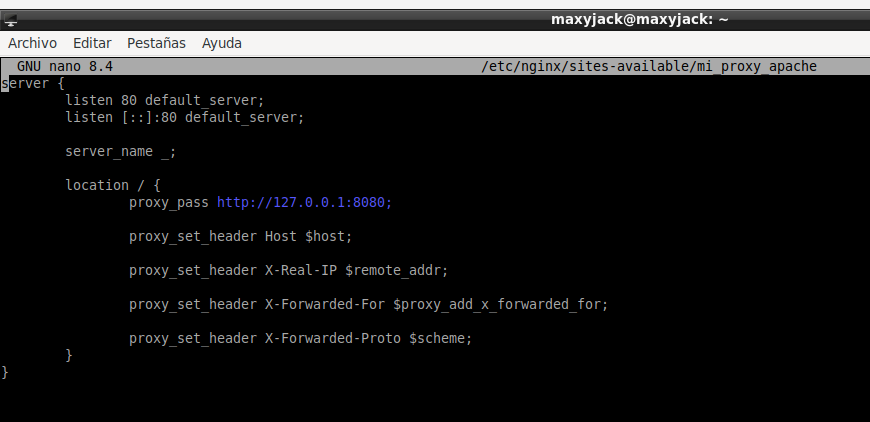 maxyjack@maxyjack: ~
Archivo Editar Pestañas Ayuda
GNU nano 8.4 /etc/nginx/sites-available/mi_proxy_apache
server {
listen 80 default_server;
listen [::]:80 default_server;
server_name _;
location / {
proxy_pass http://127.0.0.1:8080;
proxy_set_header Host $host;
proxy_set_header X-Real-IP $remote_addr;
proxy_set_header X-Forwarded-For $proxy_add_x_forwarded_for;
proxy_set_header X-Forwarded-Proto $scheme;
}
}